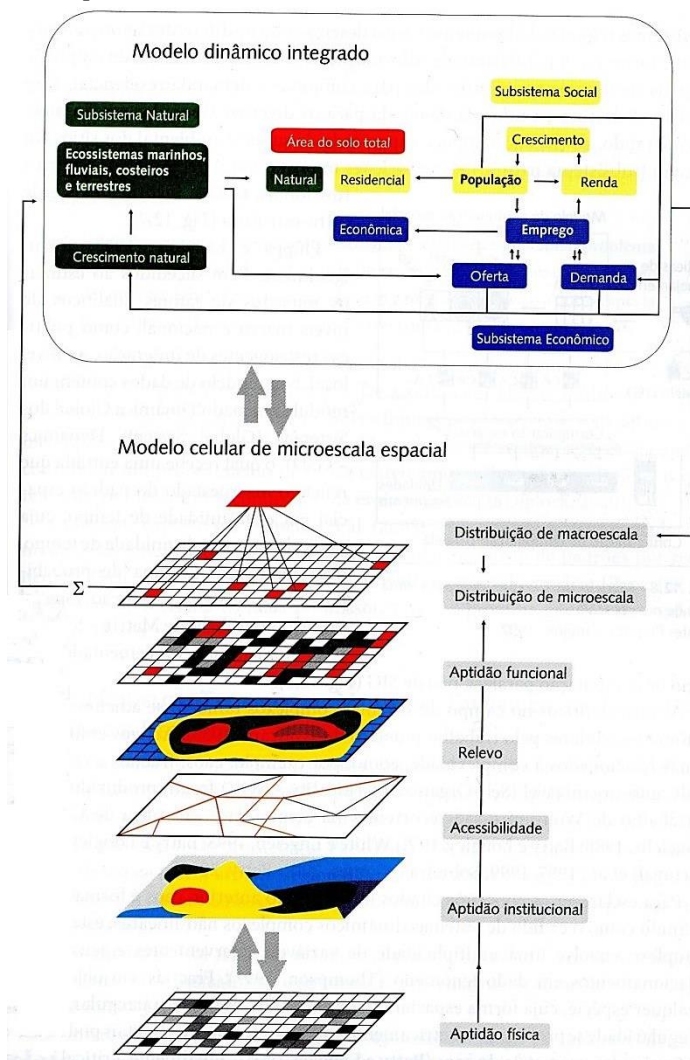 Modelo dinâmico integrado
Subsistema Social
Subsistema Natural
Área do solo total
Crescimento
Ecossistemas marinhos,
fluviais, costeiros
e terrestres
Natural
Residencial
População
Renda
Econômica
Emprego
Crescimento natural
Oferta
Demanda
Subsistema Econômico
Modelo celular de microescala espacial
Distribuição de macroescala
Σ
Distribuição de microescala
Aptidão funcional
Relevo
Acessibilidade
Aptidão institucional
Aptidão física